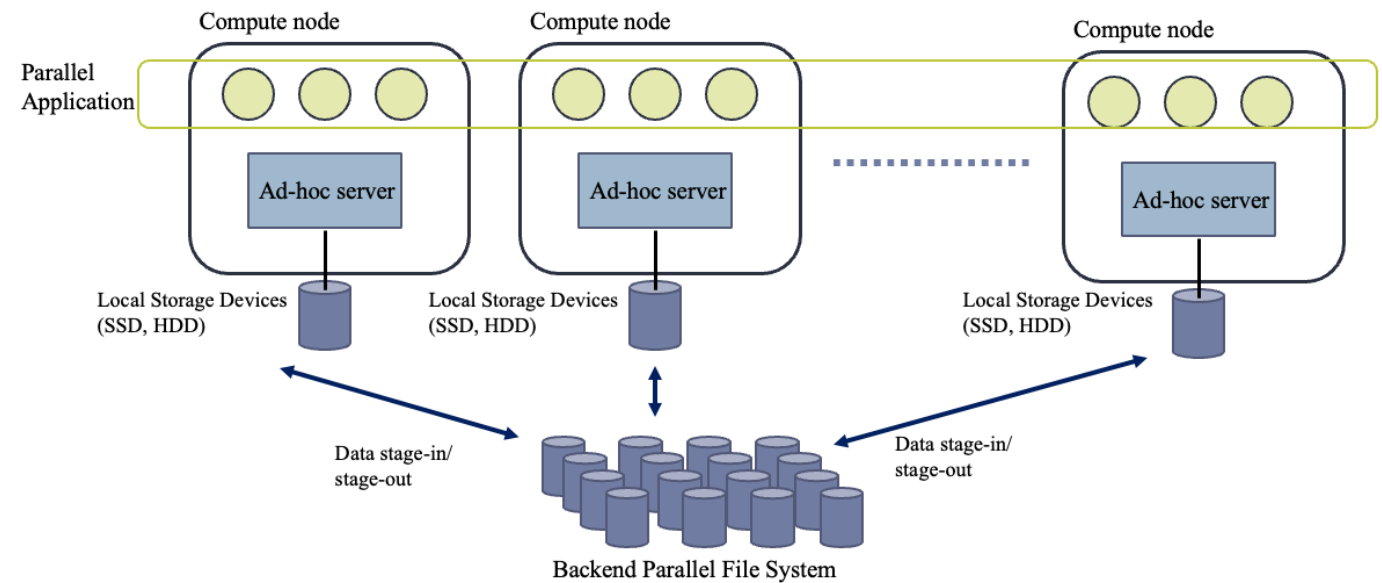 Compute node
Compute node
Compute node
Parallel
Application
Ad-hoc server
Ad-hoc server
Ad-hoc server
Local Storage Devices
(SSD, HDD)
Local Storage Devices
(SSD, HDD)
Local Storage Devices
(SSD, HDD)
Data stage-in/
stage-out
Data stage-in/
stage-out
Backend Parallel File System